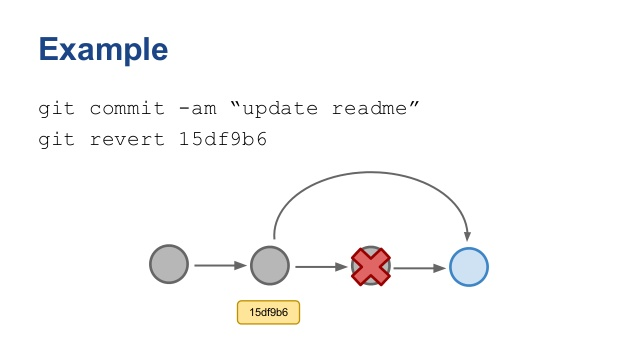 Example
git commit -am “update readme”
git revert 15df9b6
15df9b6